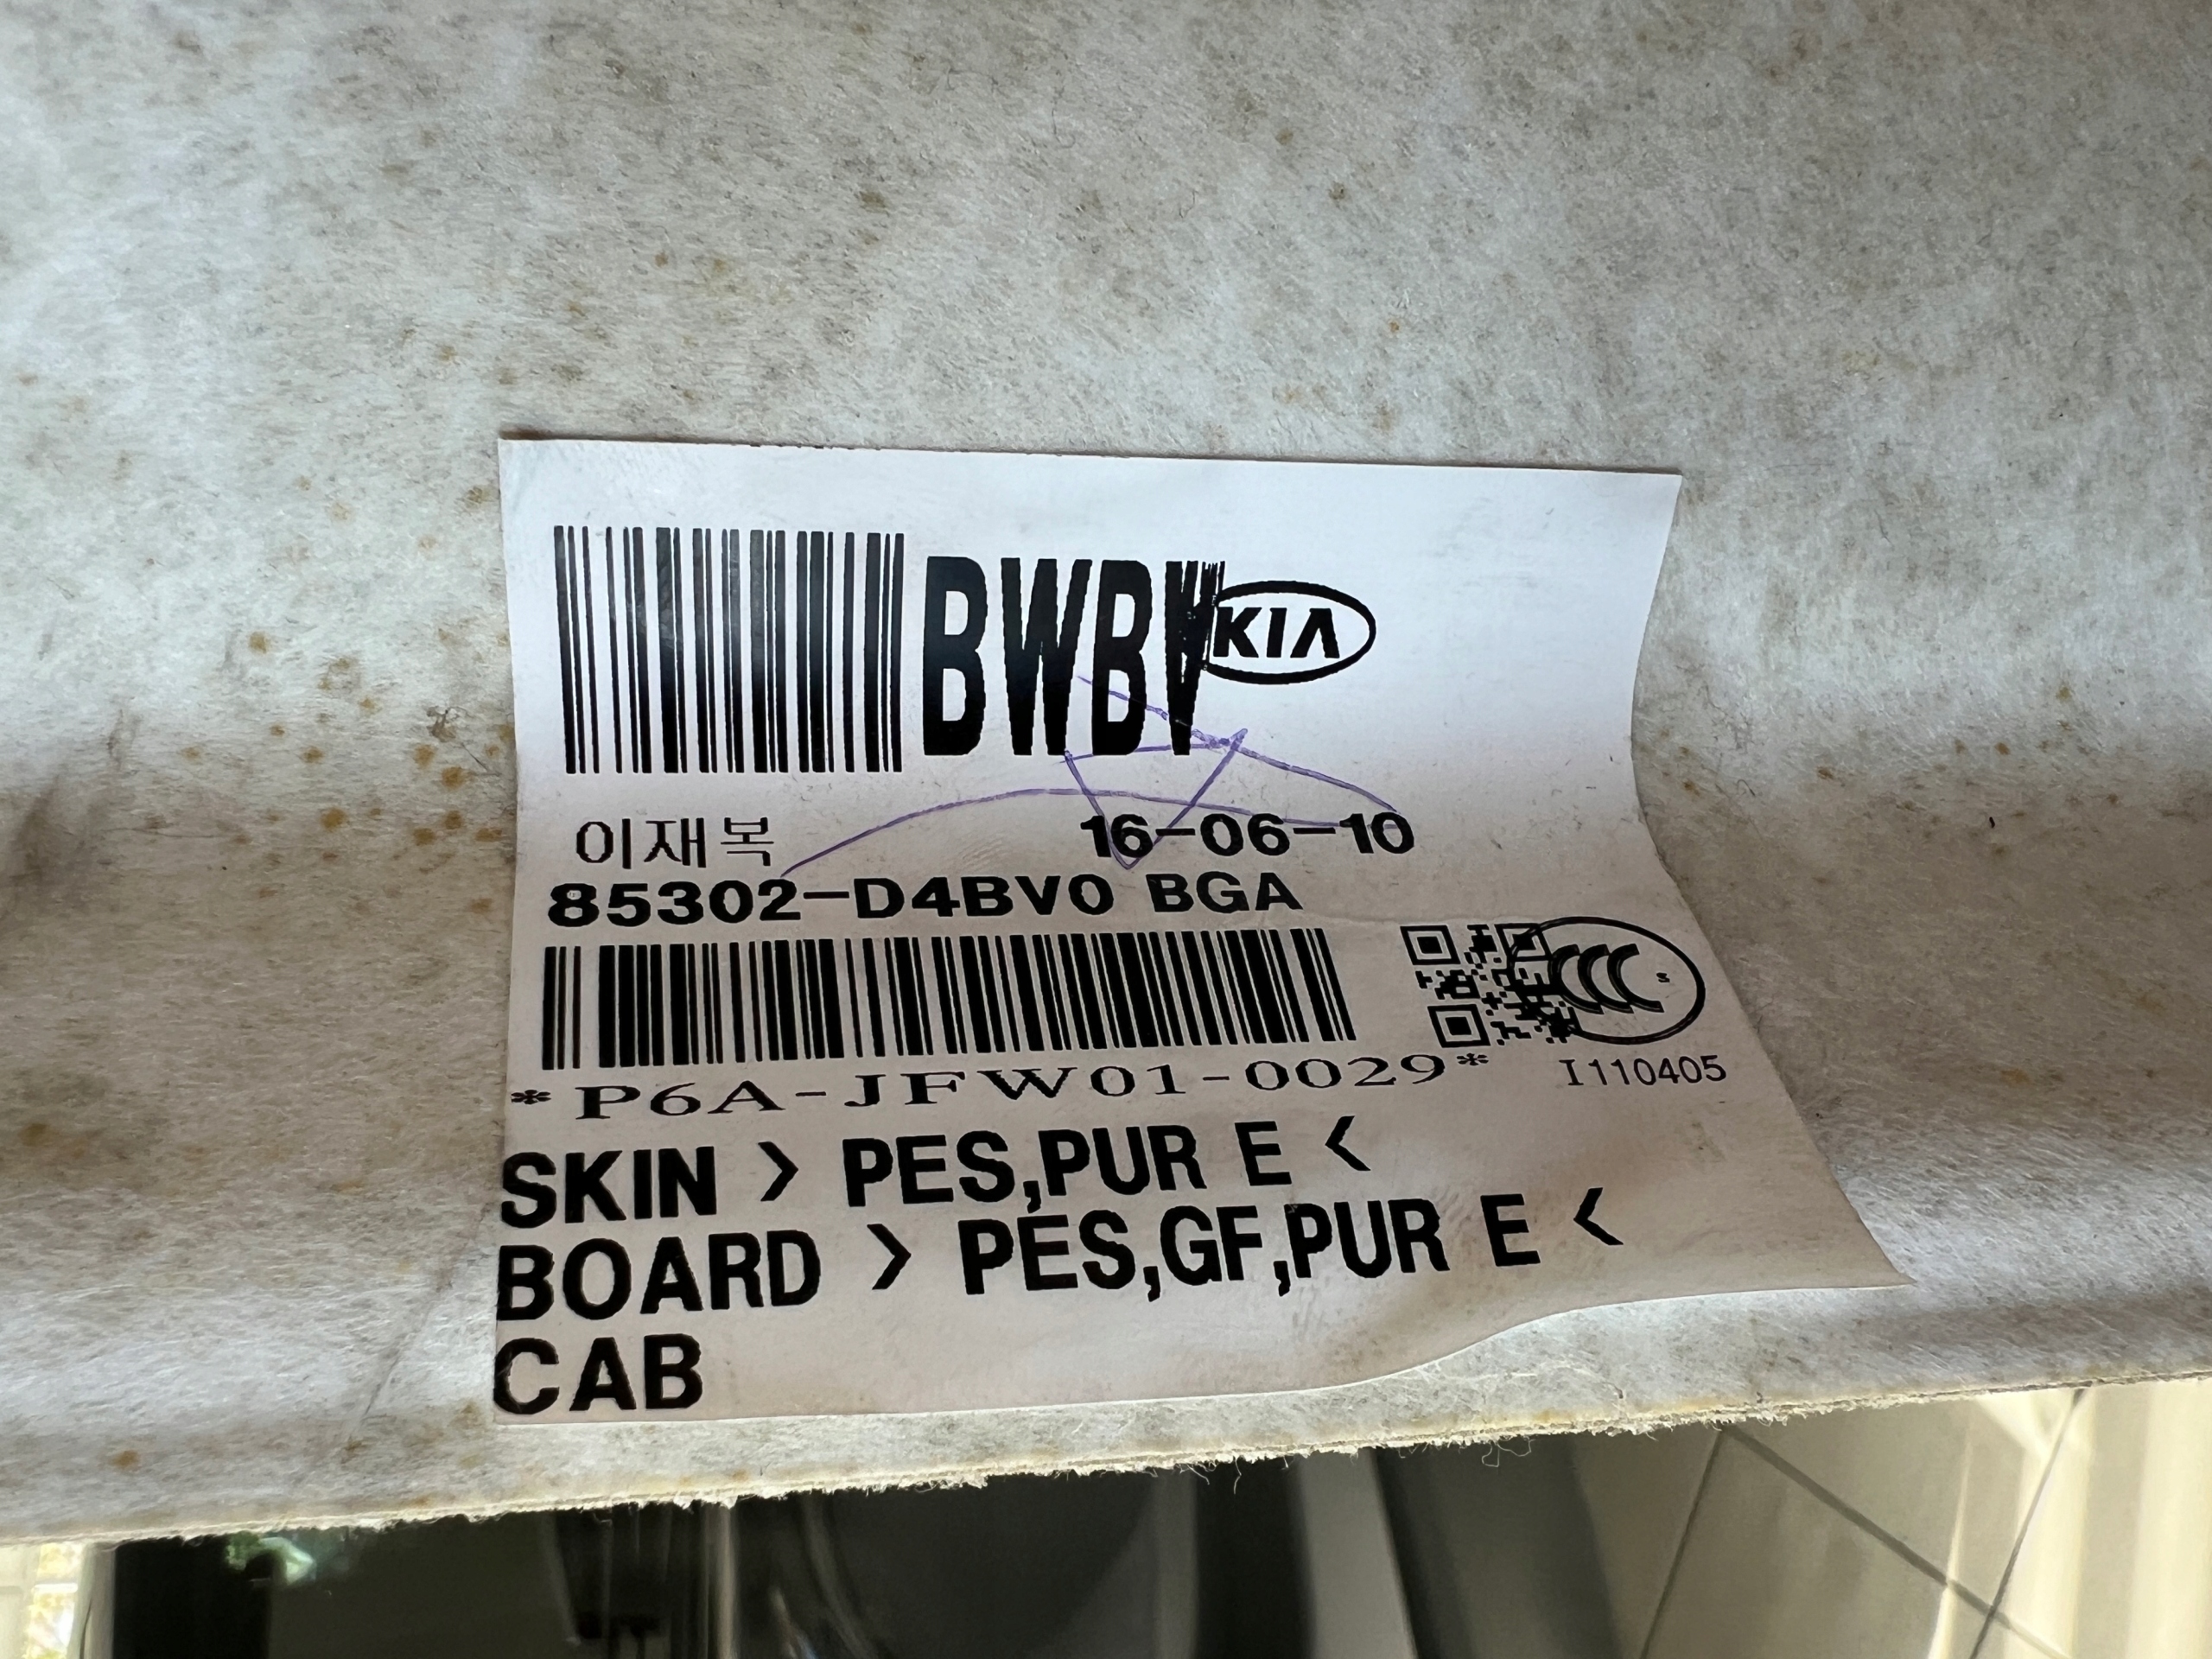 BWBV KIA
이재복 16-06-10
85302-D4BV0 BGA
CCC S
*P6A-JFW01-0029* I110405
SKIN > PES,PUR E <
BOARD > PES,GF,PUR E <
CAB